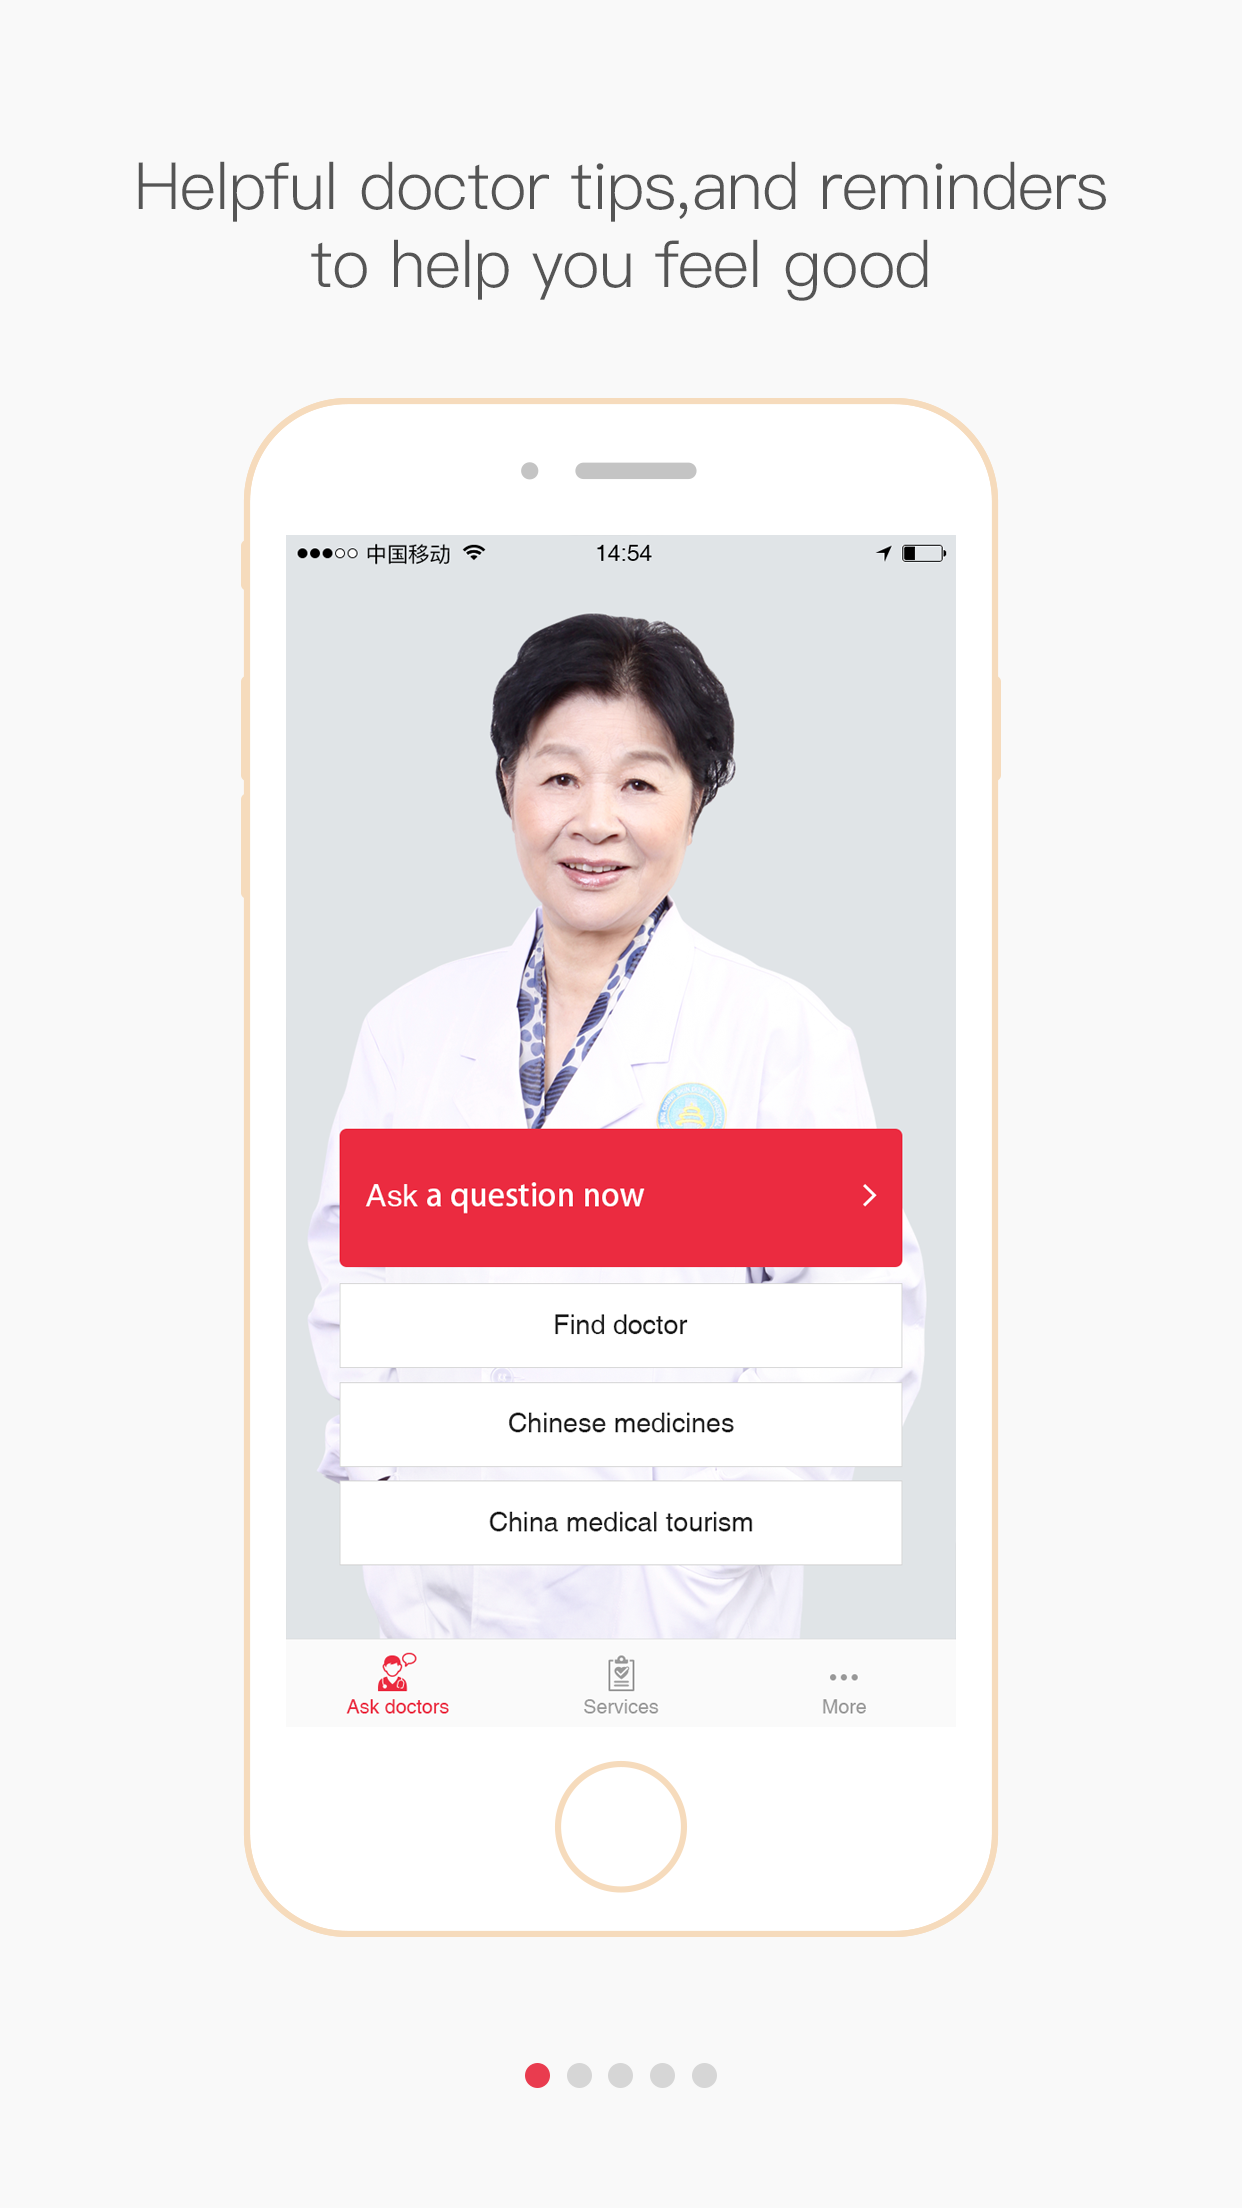 Helpful doctor tips,and reminders
to help you feel good
中国移动
14:54
Ask a question now
Find doctor
Chinese medicines
China medical tourism
Ask doctors
Services
More